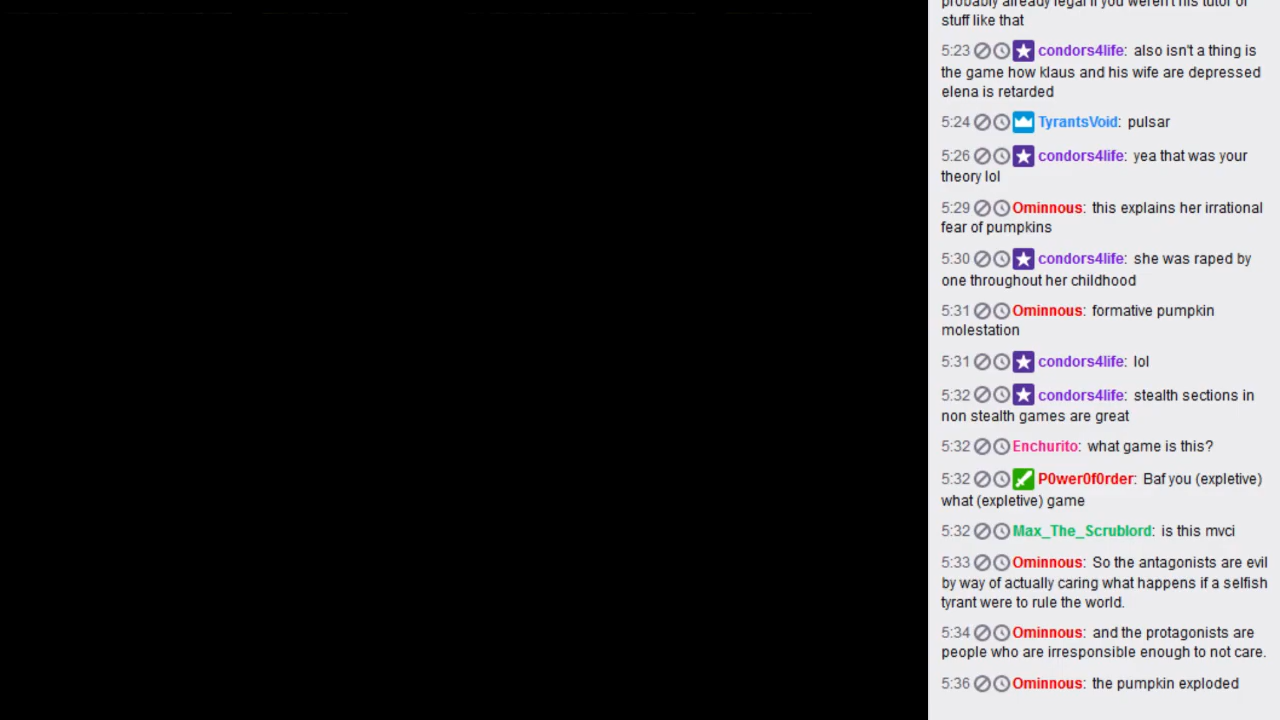 probably already legal if you weren't his tutor or
stuff like that
5:23 condors4life: also isn't a thing is
the game how klaus and his wife are depressed
elena is retarded
5:24 TyrantsVoid: pulsar
5:26 condors4life: yea that was your
theory lol
5:29 Ominnous: this explains her irrational
fear of pumpkins
5:30 condors4life: she was raped by
one throughout her childhood
5:31 Ominnous: formative pumpkin
molestation
5:31 condors4life: lol
5:32 condors4life: stealth sections in
non stealth games are great
5:32 Enchurito: what game is this?
5:32 P0wer0f0rder: Baf you (expletive)
what (expletive) game
5:32 Max_The_Scrublord: is this mvci
5:33 Ominnous: So the antagonists are evil
by way of actually caring what happens if a selfish
tyrant were to rule the world.
5:34 Ominnous: and the protagonists are
people who are irresponsible enough to not care.
5:36 Ominnous: the pumpkin exploded